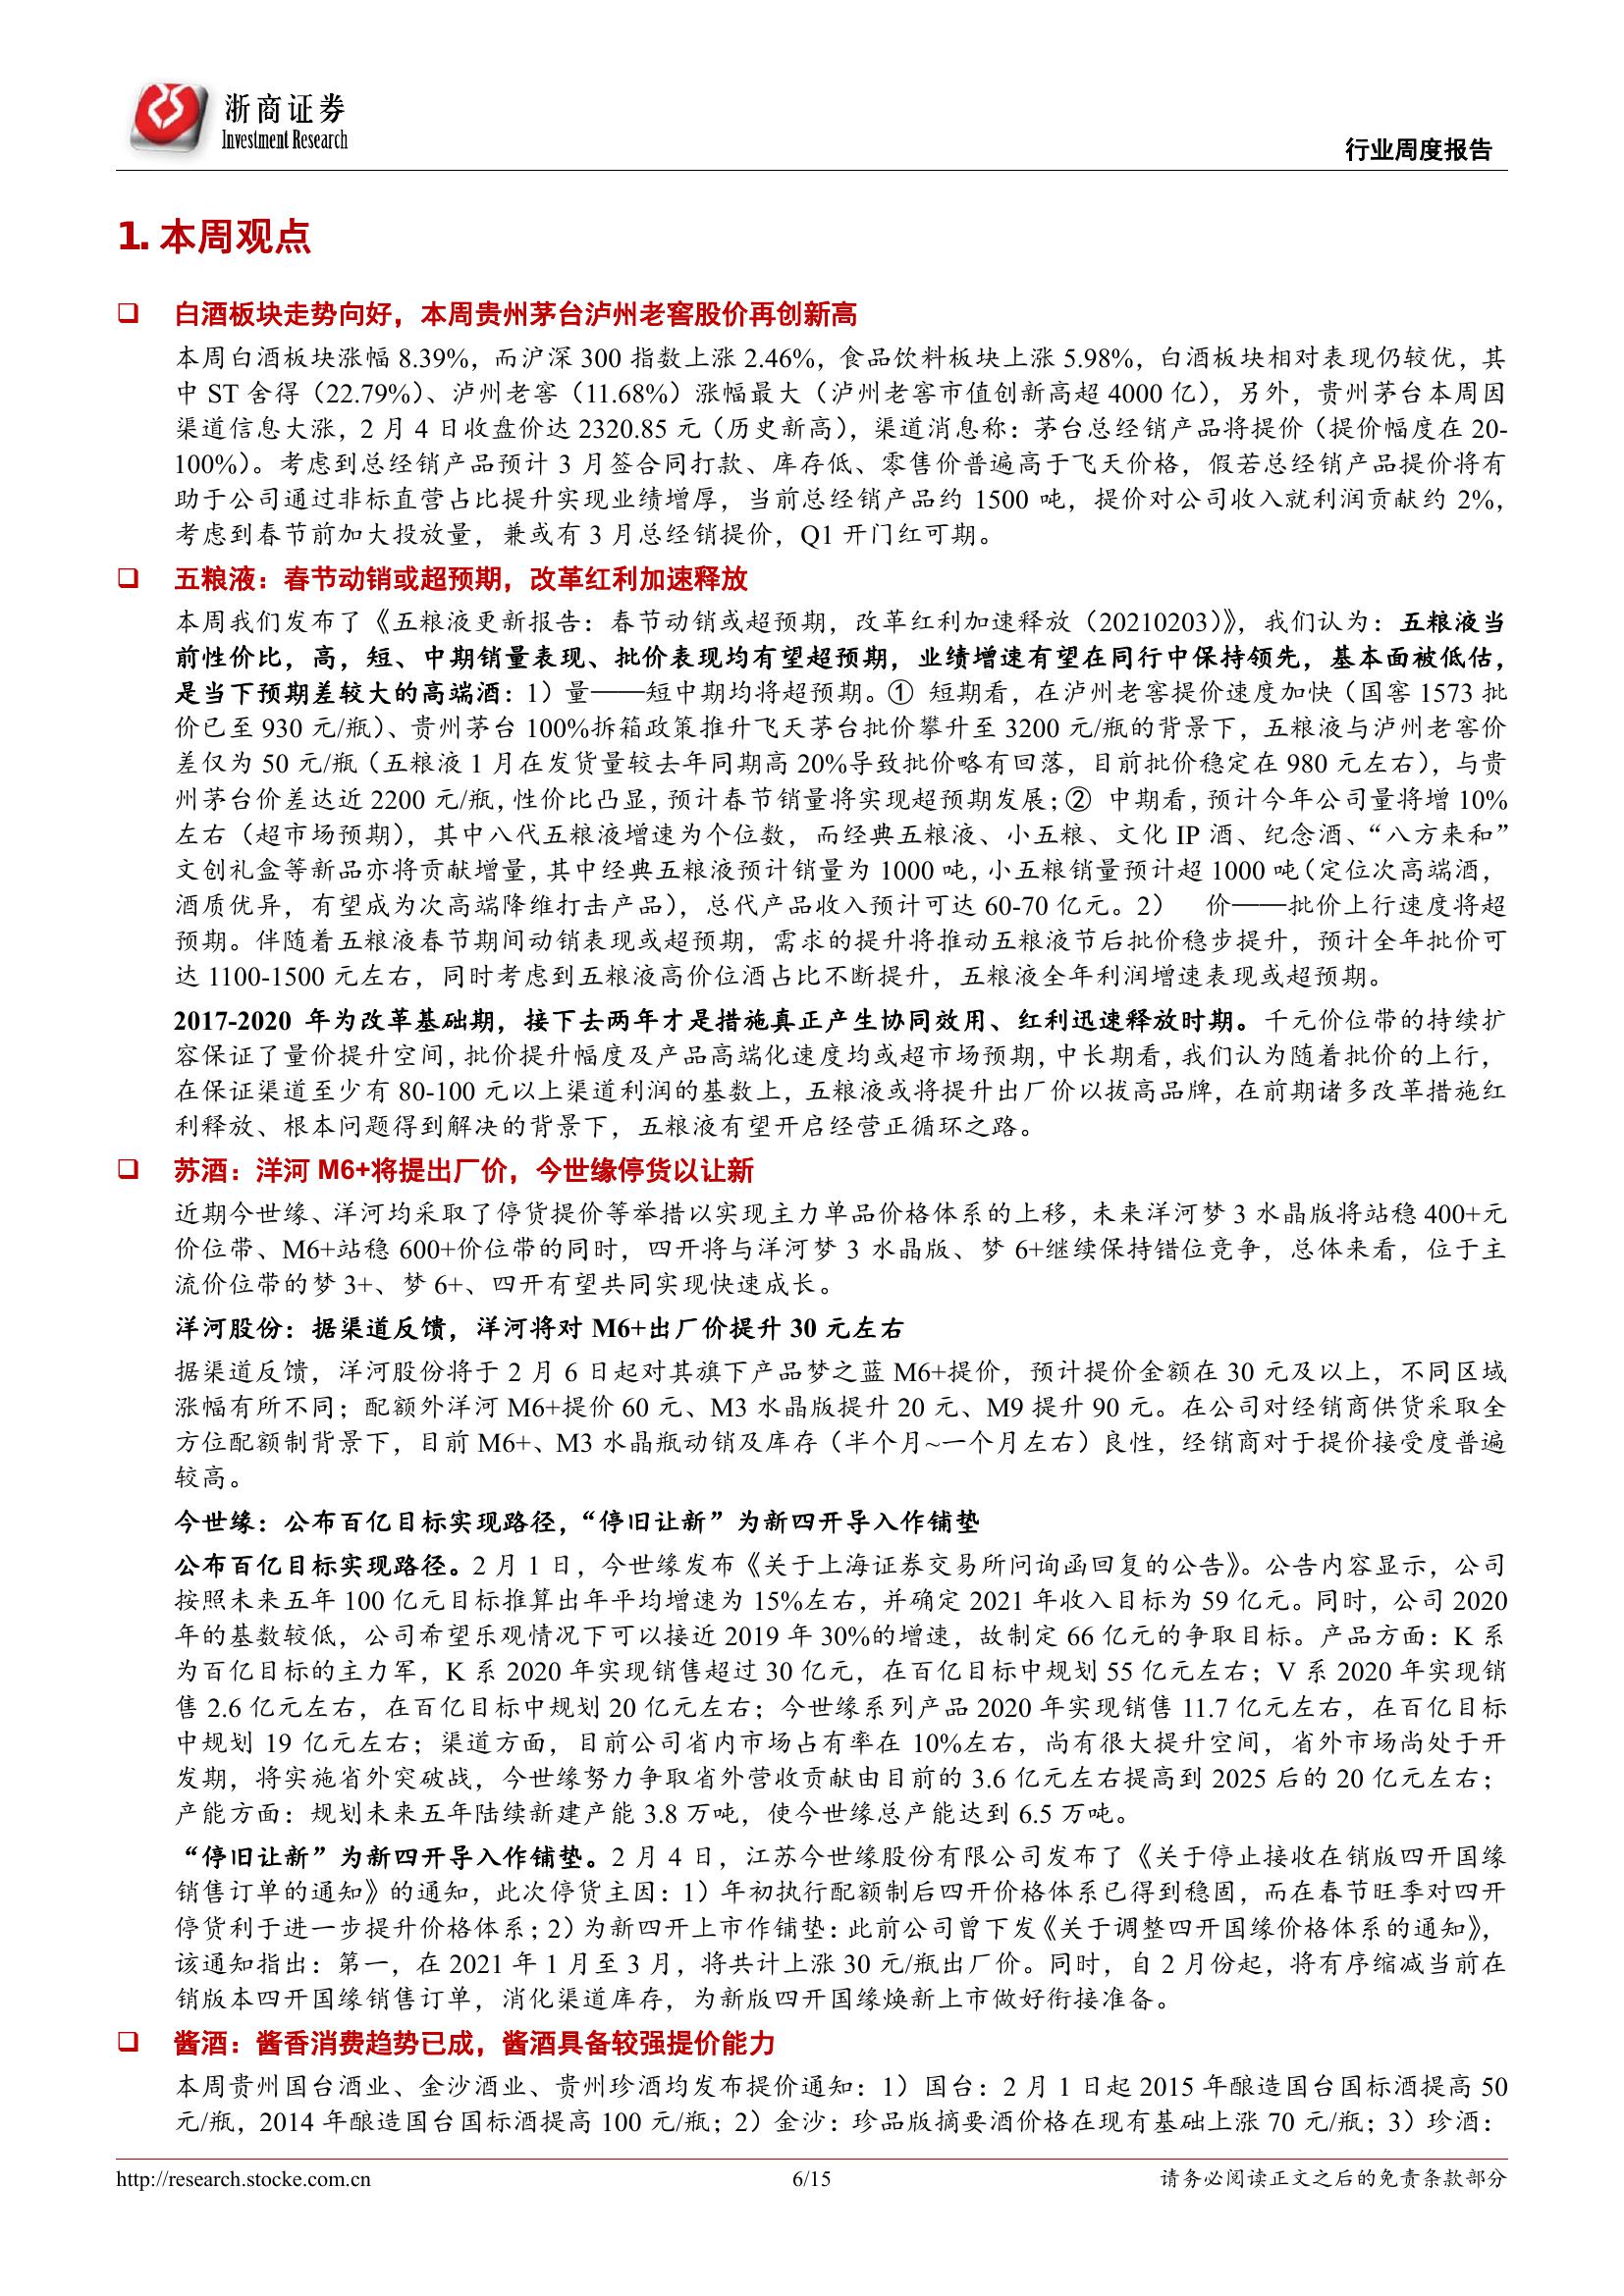 浙商证券
Investment Research
行业周度报告
1. 本周观点
❑ 白酒板块走势向好，本周贵州茅台泸州老窖股价再创新高
本周白酒板块涨幅 8.39%，而沪深 300 指数上涨 2.46%，食品饮料板块上涨 5.98%，白酒板块相对表现仍较优，其
中 ST 舍得（22.79%）、泸州老窖（11.68%）涨幅最大（泸州老窖市值创新高超 4000 亿），另外，贵州茅台本周因
渠道信息大涨，2 月 4 日收盘价达 2320.85 元（历史新高），渠道消息称：茅台总经销产品将提价（提价幅度在 20-
100%）。考虑到总经销产品预计 3 月签合同打款、库存低、零售价普遍高于飞天价格，假若总经销产品提价将有
助于公司通过非标直营占比提升实现业绩增厚，当前总经销产品约 1500 吨，提价对公司收入就利润贡献约 2%，
考虑到春节前加大投放量，兼或有 3 月总经销提价，Q1 开门红可期。
❑ 五粮液：春节动销或超预期，改革红利加速释放
本周我们发布了《五粮液更新报告：春节动销或超预期，改革红利加速释放（20210203）》，我们认为：五粮液当
前性价比，高，短、中期销量表现、批价表现均有望超预期，业绩增速有望在同行中保持领先，基本面被低估，
是当下预期差较大的高端酒：1）量——短中期均将超预期。① 短期看，在泸州老窖提价速度加快（国窖 1573 批
价已至 930 元/瓶）、贵州茅台 100%拆箱政策推升飞天茅台批价攀升至 3200 元/瓶的背景下，五粮液与泸州老窖价
差仅为 50 元/瓶（五粮液 1 月在发货量较去年同期高 20%导致批价略有回落，目前批价稳定在 980 元左右），与贵
州茅台价差达近 2200 元/瓶，性价比凸显，预计春节销量将实现超预期发展；② 中期看，预计今年公司量将增 10%
左右（超市场预期），其中八代五粮液增速为个位数，而经典五粮液、小五粮、文化 IP 酒、纪念酒、“八方来和”
文创礼盒等新品亦将贡献增量，其中经典五粮液预计销量为 1000 吨，小五粮销量预计超 1000 吨（定位次高端酒，
酒质优异，有望成为次高端降维打击产品），总代产品收入预计可达 60-70 亿元。2） 价——批价上行速度将超
预期。伴随着五粮液春节期间动销表现或超预期，需求的提升将推动五粮液节后批价稳步提升，预计全年批价可
达 1100-1500 元左右，同时考虑到五粮液高价位酒占比不断提升，五粮液全年利润增速表现或超预期。
2017-2020 年为改革基础期，接下去两年才是措施真正产生协同效用、红利迅速释放时期。千元价位带的持续扩
容保证了量价提升空间，批价提升幅度及产品高端化速度均或超市场预期，中长期看，我们认为随着批价的上行，
在保证渠道至少有 80-100 元以上渠道利润的基数上，五粮液或将提升出厂价以拔高品牌，在前期诸多改革措施红
利释放、根本问题得到解决的背景下，五粮液有望开启经营正循环之路。
❑ 苏酒：洋河 M6+将提出厂价，今世缘停货以让新
近期今世缘、洋河均采取了停货提价等举措以实现主力单品价格体系的上移，未来洋河梦 3 水晶版将站稳 400+元
价位带、M6+站稳 600+价位带的同时，四开将与洋河梦 3 水晶版、梦 6+继续保持错位竞争，总体来看，位于主
流价位带的梦 3+、梦 6+、四开有望共同实现快速成长。
洋河股份：据渠道反馈，洋河将对 M6+出厂价提升 30 元左右
据渠道反馈，洋河股份将于 2 月 6 日起对其旗下产品梦之蓝 M6+提价，预计提价金额在 30 元及以上，不同区域
涨幅有所不同；配额外洋河 M6+提价 60 元、M3 水晶版提升 20 元、M9 提升 90 元。在公司对经销商供货采取全
方位配额制背景下，目前 M6+、M3 水晶瓶动销及库存（半个月~一个月左右）良性，经销商对于提价接受度普遍
较高。
今世缘：公布百亿目标实现路径，“停旧让新”为新四开导入作铺垫
公布百亿目标实现路径。2 月 1 日，今世缘发布《关于上海证券交易所问询函回复的公告》。公告内容显示，公司
按照未来五年 100 亿元目标推算出年平均增速为 15%左右，并确定 2021 年收入目标为 59 亿元。同时，公司 2020
年的基数较低，公司希望乐观情况下可以接近 2019 年 30%的增速，故制定 66 亿元的争取目标。产品方面：K 系
为百亿目标的主力军，K 系 2020 年实现销售超过 30 亿元，在百亿目标中规划 55 亿元左右；V 系 2020 年实现销
售 2.6 亿元左右，在百亿目标中规划 20 亿元左右；今世缘系列产品 2020 年实现销售 11.7 亿元左右，在百亿目标
中规划 19 亿元左右；渠道方面，目前公司省内市场占有率在 10%左右，尚有很大提升空间，省外市场尚处于开
发期，将实施省外突破战，今世缘努力争取省外营收贡献由目前的 3.6 亿元左右提高到 2025 后的 20 亿元左右；
产能方面：规划未来五年陆续新建产能 3.8 万吨，使今世缘总产能达到 6.5 万吨。
“停旧让新”为新四开导入作铺垫。2 月 4 日，江苏今世缘股份有限公司发布了《关于停止接收在销版四开国缘
销售订单的通知》的通知，此次停货主因：1）年初执行配额制后四开价格体系已得到稳固，而在春节旺季对四开
停货利于进一步提升价格体系；2）为新四开上市作铺垫：此前公司曾下发《关于调整四开国缘价格体系的通知》，
该通知指出：第一，在 2021 年 1 月至 3 月，将共计上涨 30 元/瓶出厂价。同时，自 2 月份起，将有序缩减当前在
销版本四开国缘销售订单，消化渠道库存，为新版四开国缘焕新上市做好衔接准备。
❑ 酱酒：酱香消费趋势已成，酱酒具备较强提价能力
本周贵州国台酒业、金沙酒业、贵州珍酒均发布提价通知：1）国台：2 月 1 日起 2015 年酿造国台国标酒提高 50
元/瓶，2014 年酿造国台国标酒提高 100 元/瓶；2）金沙：珍品版摘要酒价格在现有基础上涨 70 元/瓶；3）珍酒：
http://research.stocke.com.cn
6/15
请务必阅读正文之后的免责条款部分